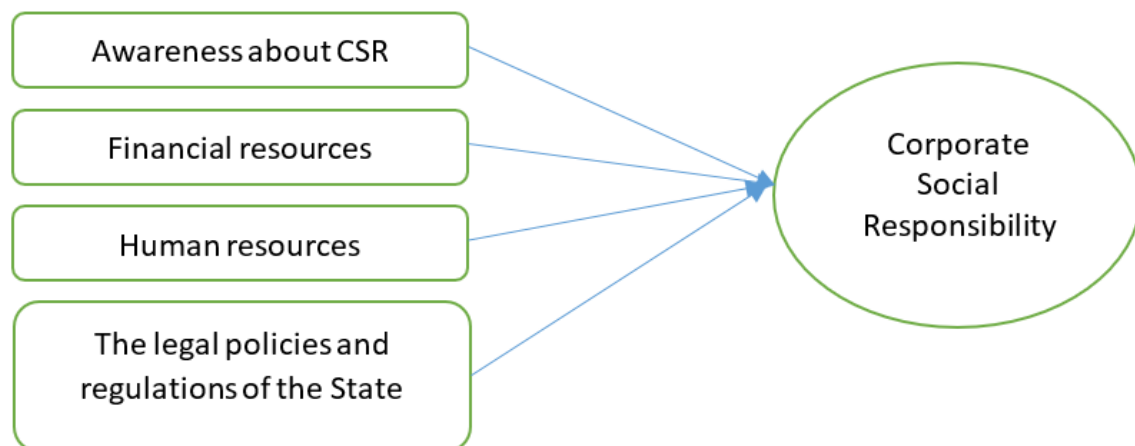 Awareness about CSR
Financial resources
Human resources
The legal policies and
regulations of the State
Corporate
Social
Responsibility